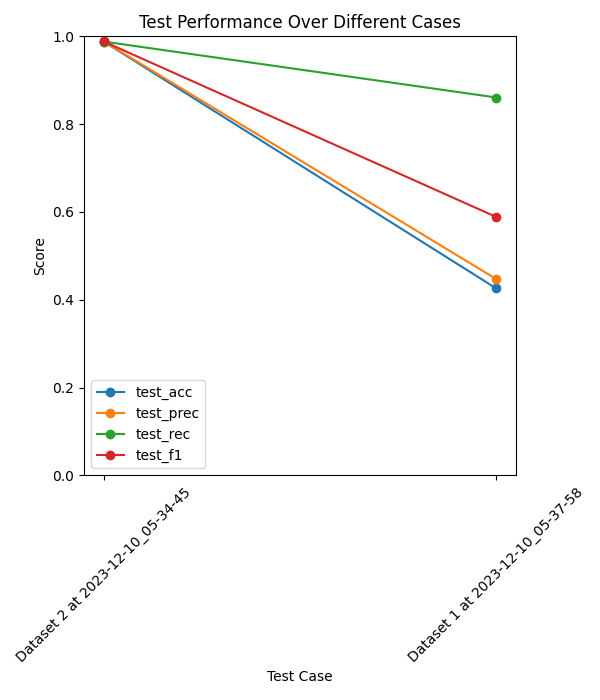 Test Performance Over Different Cases
1.0
0.8
0.6
0.4
0.2
0.0
Score
test_acc
test_prec
test_rec
test_f1
Dataset 2 at 2023-12-10_05-34-45
Dataset 1 at 2023-12-10_05-37-58
Test Case